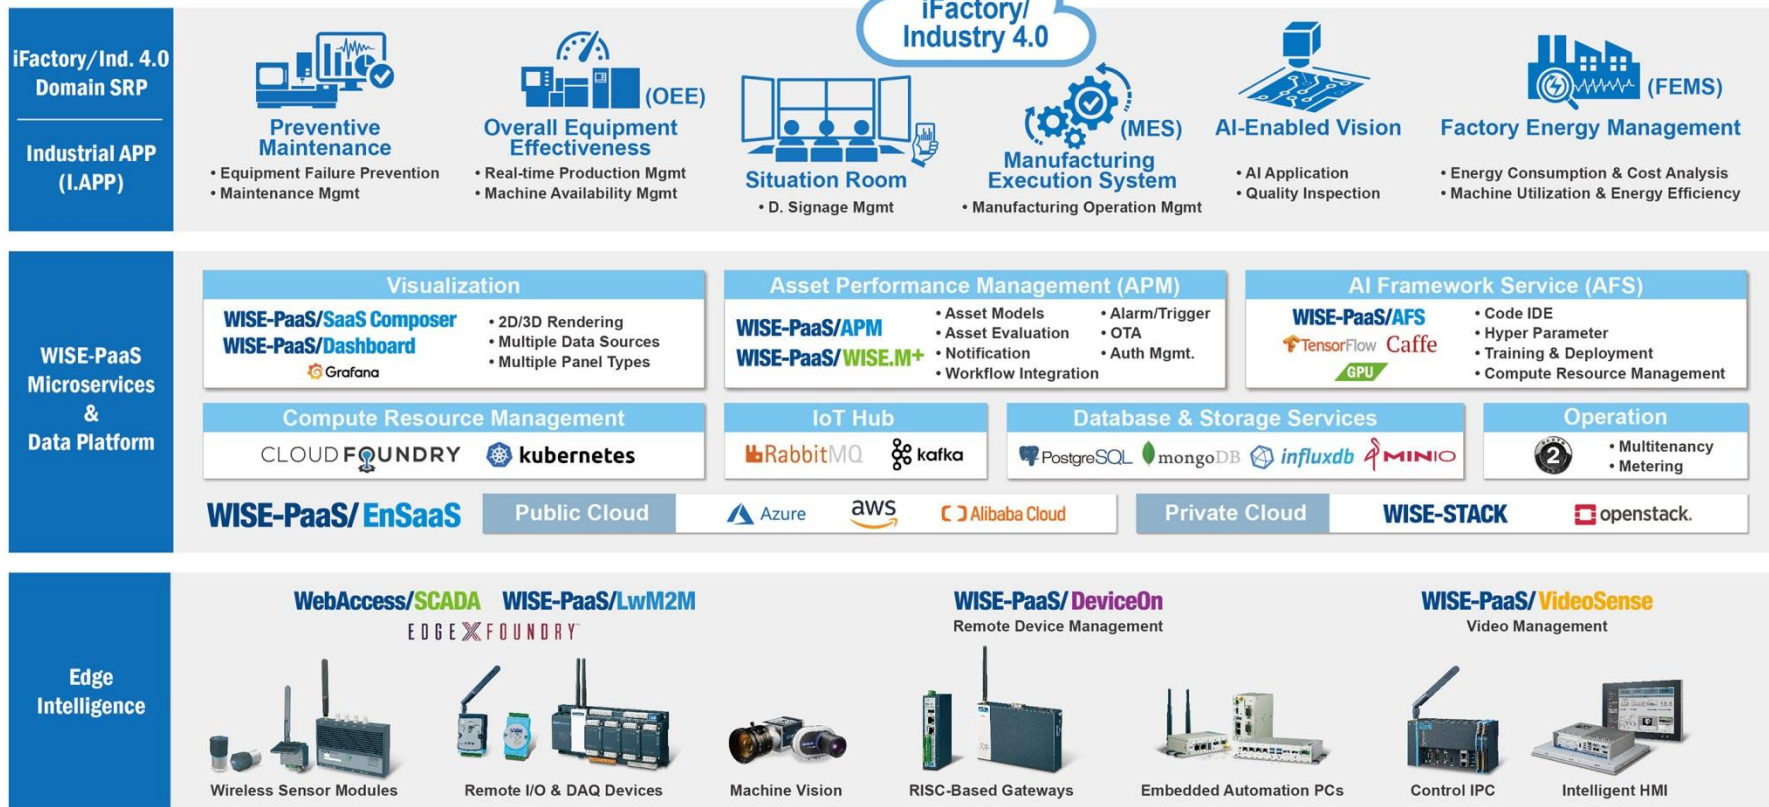 iFactory/
Industry 4.0
iFactory/Ind. 4.0
Domain SRP
Industrial APP
(I.APP)
Preventive
Maintenance
• Equipment Failure Prevention
• Maintenance Mgmt
(OEE)
Overall Equipment
Effectiveness
• Real-time Production Mgmt
• Machine Availability Mgmt
Situation Room
• D. Signage Mgmt
(MES)
Manufacturing
Execution System
• Manufacturing Operation Mgmt
AI-Enabled Vision
• AI Application
• Quality Inspection
(FEMS)
Factory Energy Management
• Energy Consumption & Cost Analysis
• Machine Utilization & Energy Efficiency
WISE-PaaS
Microservices
&
Data Platform
Visualization
WISE-PaaS/SaaS Composer
WISE-PaaS/Dashboard
Grafana
• 2D/3D Rendering
• Multiple Data Sources
• Multiple Panel Types
Asset Performance Management (APM)
WISE-PaaS/APM
WISE-PaaS/WISE.M+
• Asset Models
• Asset Evaluation
• Notification
• Workflow Integration
• Alarm/Trigger
• OTA
• Auth Mgmt.
AI Framework Service (AFS)
WISE-PaaS/AFS
TensorFlow Caffe
GPU
• Code IDE
• Hyper Parameter
• Training & Deployment
• Compute Resource Management
Compute Resource Management
CLOUD FOUNDRY kubernetes
IoT Hub
RabbitMQ kafka
Database & Storage Services
PostgreSQL mongoDB influxdb MINIO
Operation
2
• Multitenancy
• Metering
WISE-PaaS/EnSaaS
Public Cloud
Azure aws Alibaba Cloud
Private Cloud
WISE-STACK openstack.
Edge
Intelligence
WebAccess/SCADA WISE-PaaS/LwM2M
EDGE X FOUNDRY™
WISE-PaaS/DeviceOn
Remote Device Management
WISE-PaaS/VideoSense
Video Management
Wireless Sensor Modules
Remote I/O & DAQ Devices
Machine Vision
RISC-Based Gateways
Embedded Automation PCs
Control IPC
Intelligent HMI